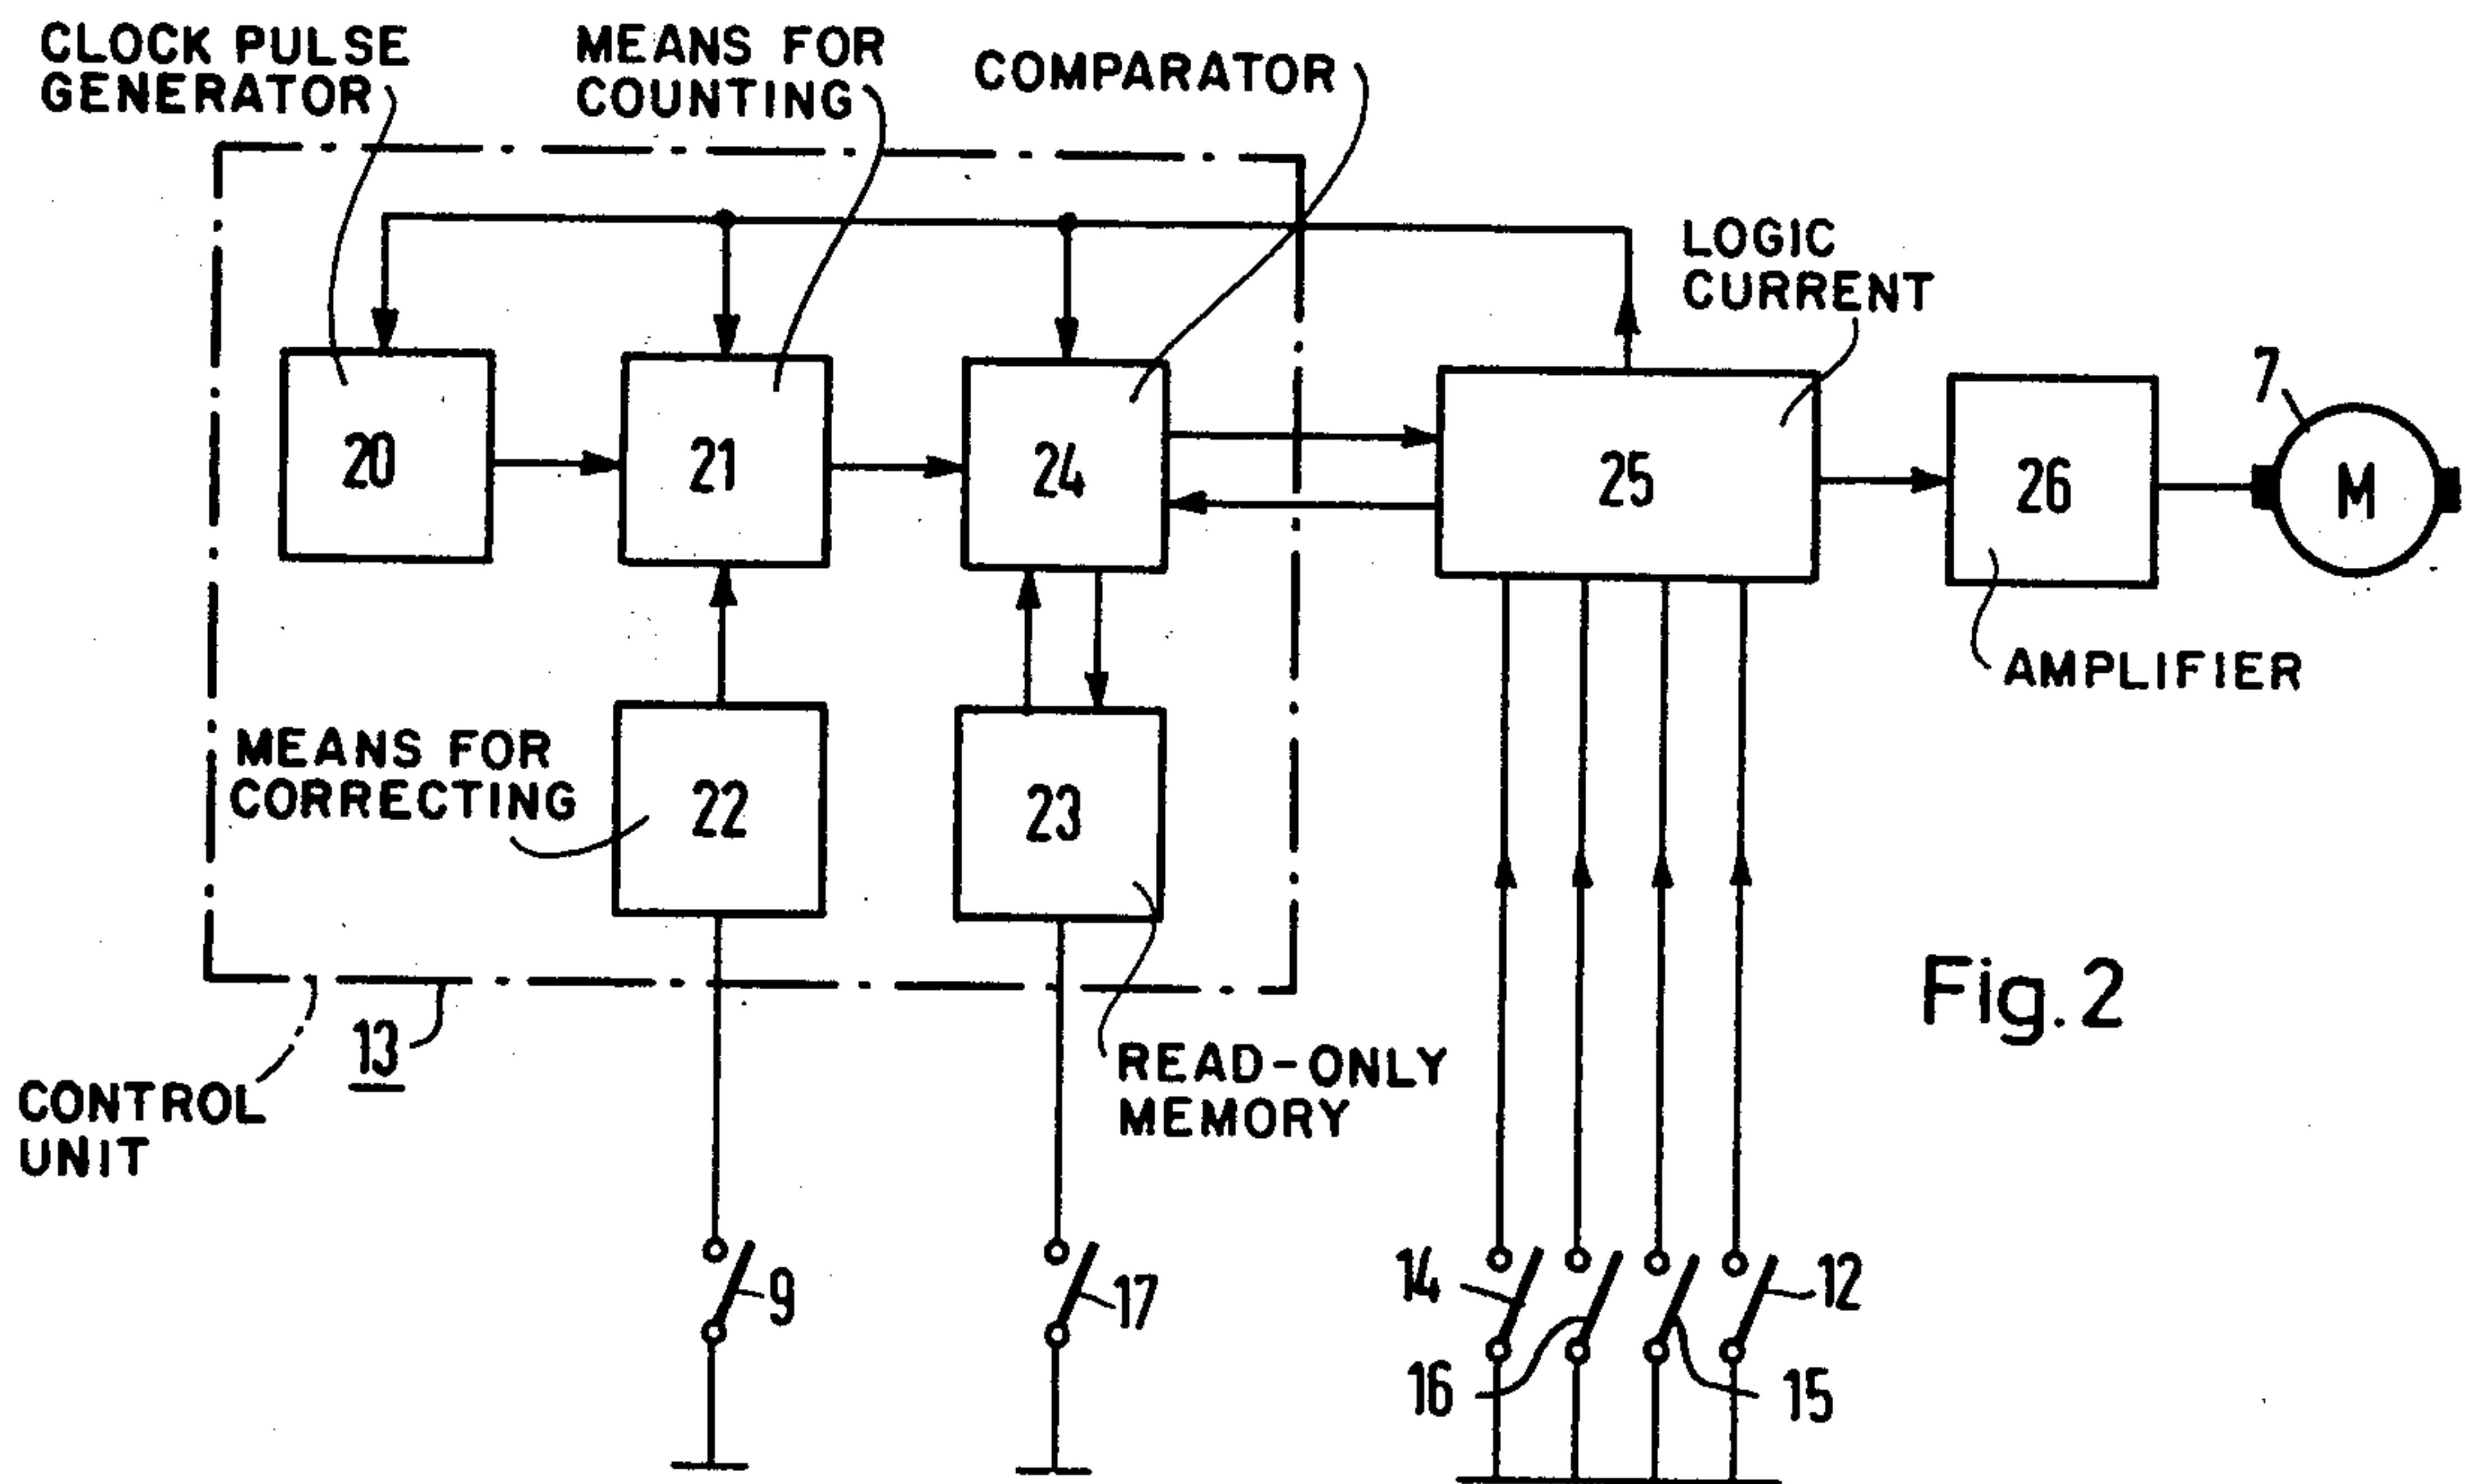 CLOCK PULSE
GENERATOR
MEANS FOR
COUNTING
COMPARATOR
LOGIC
CURRENT
7
20
21
24
25
26
M
AMPLIFIER
MEANS FOR
CORRECTING
22
23
Fig. 2
13
CONTROL
UNIT
READ-ONLY
MEMORY
9
17
14
12
16
15